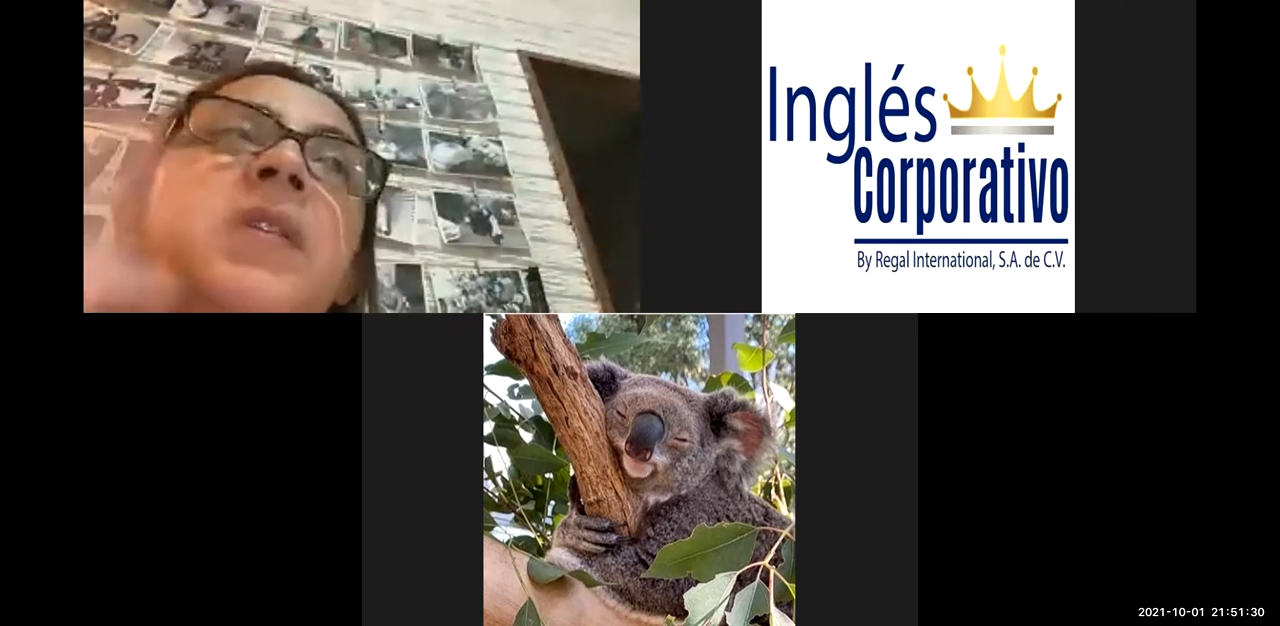 Inglés
Corporativo
By Regal International, S.A. de C.V.
2021-10-01 21:51:30